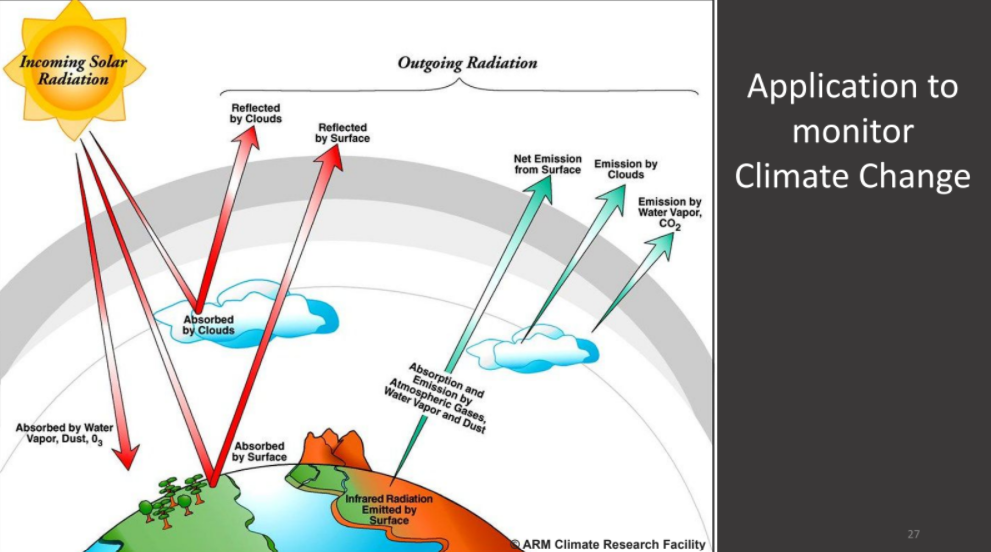 Incoming Solar
Radiation
Outgoing Radiation
Reflected
by Clouds
Reflected
by Surface
Net Emission
from Surface
Emission by
Clouds
Emission by
Water Vapor,
CO2
Absorbed
by Clouds
Absorption and
Emission by
Atmospheric Gases,
Water Vapor and Dust
Absorbed by Water
Vapor, Dust, 03
Absorbed
by Surface
Infrared Radiation
Emitted by
Surface
© ARM Climate Research Facility
Application to
monitor
Climate Change
27